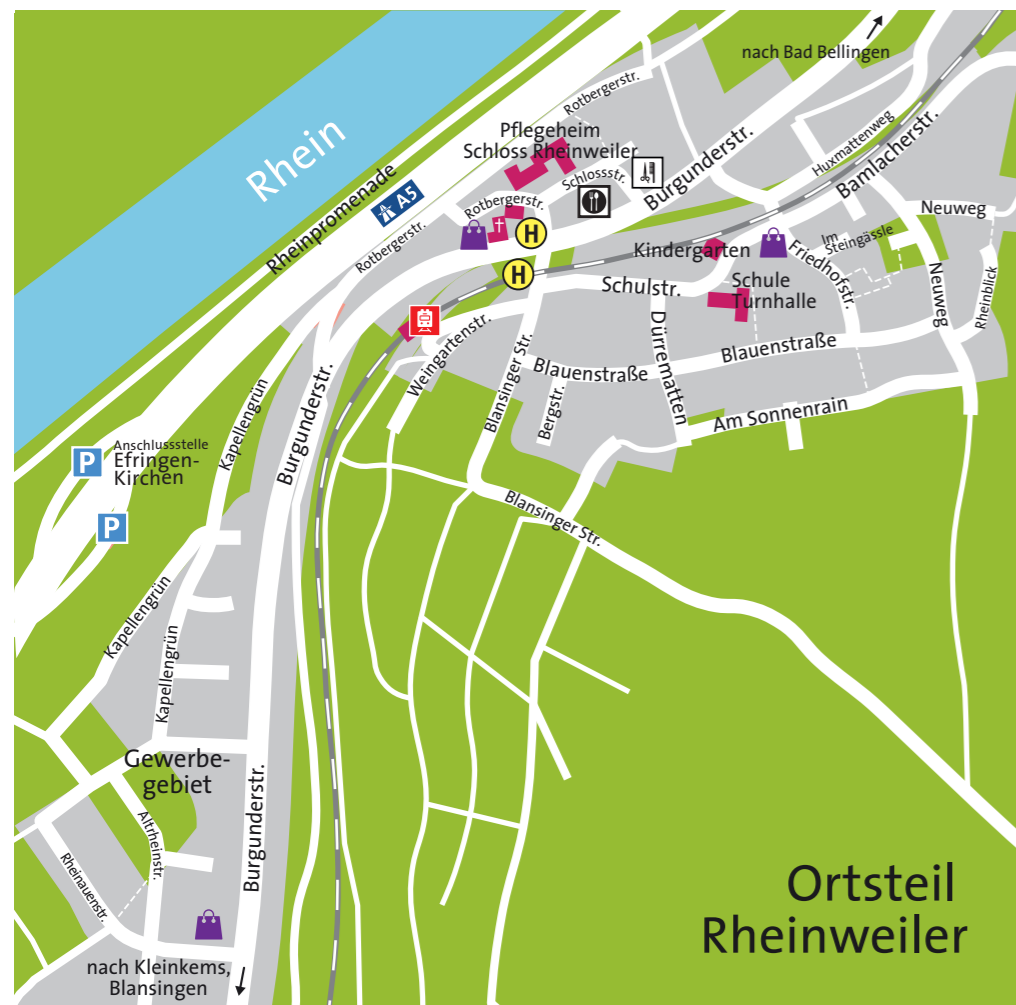 nach Bad Bellingen
Rotbergerstr.
Pflegeheim
Schloss Rheinweiler
Huxmattenweg
Bamlacherstr.
Burgunderstr.
Schlossstr.
Rhein
Rheinpromenade
A5
Rotbergerstr.
Rotbergerstr.
H
H
Kindergarten
Neuweg
Im
Steingässle
Friedhofstr.
Neuweg
Rheinblick
Schulstr.
Schule
Turnhalle
Dürrematten
Weingartenstr.
Blansinger Str.
Blauenstraße
Blauenstraße
Bergstr.
Am Sonnenrain
Kapellengrün
Burgunderstr.
P
Anschlussstelle
Efringen-
Kirchen
P
Blansinger Str.
Kapellengrün
Kapellengrün
Gewerbe-
gebiet
Altrheinstr.
Rheinauenstr.
Burgunderstr.
nach Kleinkems,
Blansingen
Ortsteil
Rheinweiler